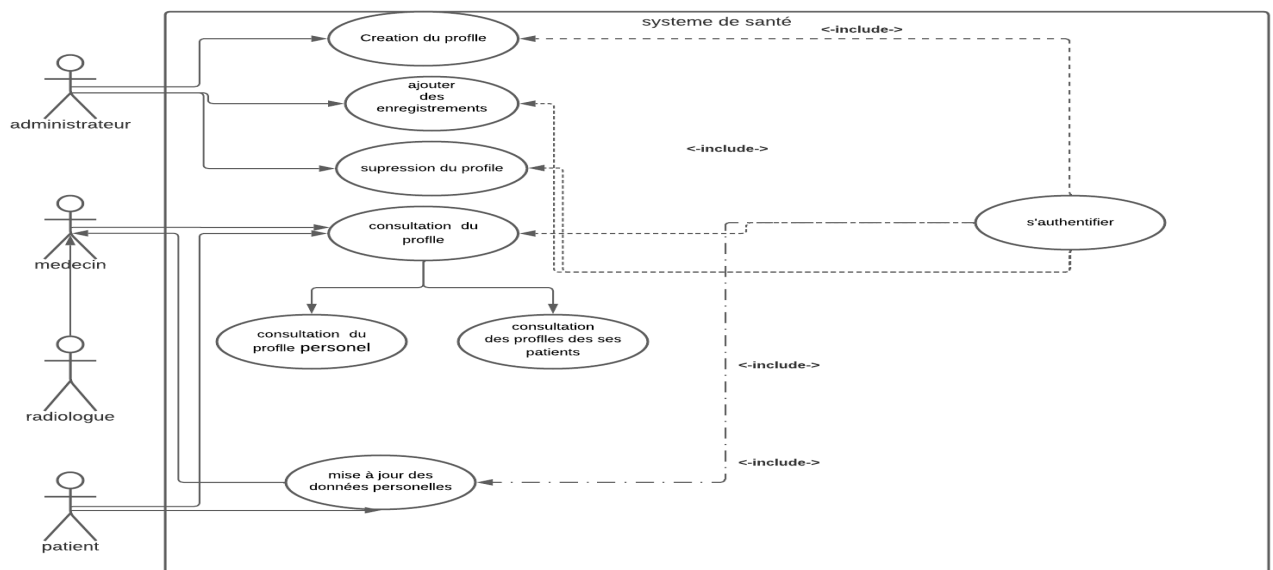 systeme de santé
<-include->
Creation du profile
ajouter
des
enregistrements
administrateur
<-include->
supression du profile
consultation du
profile
s'authentifier
medecin
consultation du
profile personel
consultation
des profiles des ses
patients
<-include->
radiologue
<-include->
mise à jour des
données personelles
patient